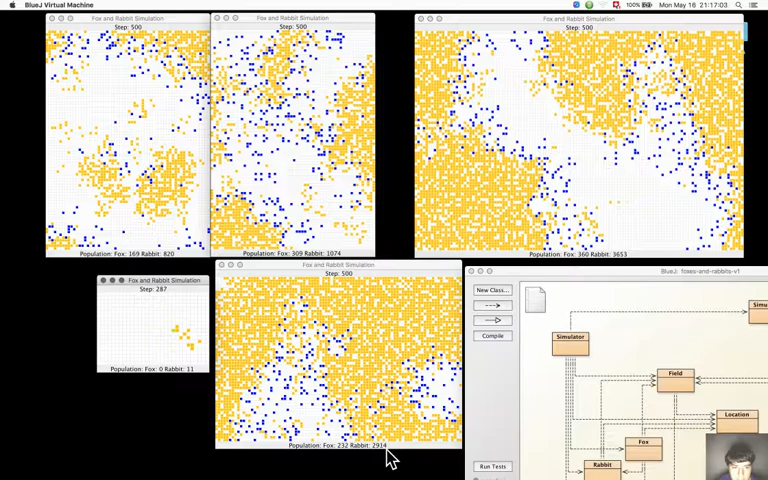 BlueJ Virtual Machine
100%
Mon May 16 21:17:03
Fox and Rabbit Simulation
Step: 500
Population: Fox: 169 Rabbit: 820
Fox and Rabbit Simulation
Step: 500
Population: Fox: 309 Rabbit: 1074
Fox and Rabbit Simulation
Step: 500
Population: Fox: 360 Rabbit: 3653
Fox and Rabbit Simulation
Step: 287
Population: Fox: 0 Rabbit: 11
Fox and Rabbit Simulation
Step: 500
Population: Fox: 232 Rabbit: 2914
BlueJ: foxes-and-rabbits-v1
New Class...
Compile
Run Tests
Simulator
Simu
Field
Location
Fox
Rabbit